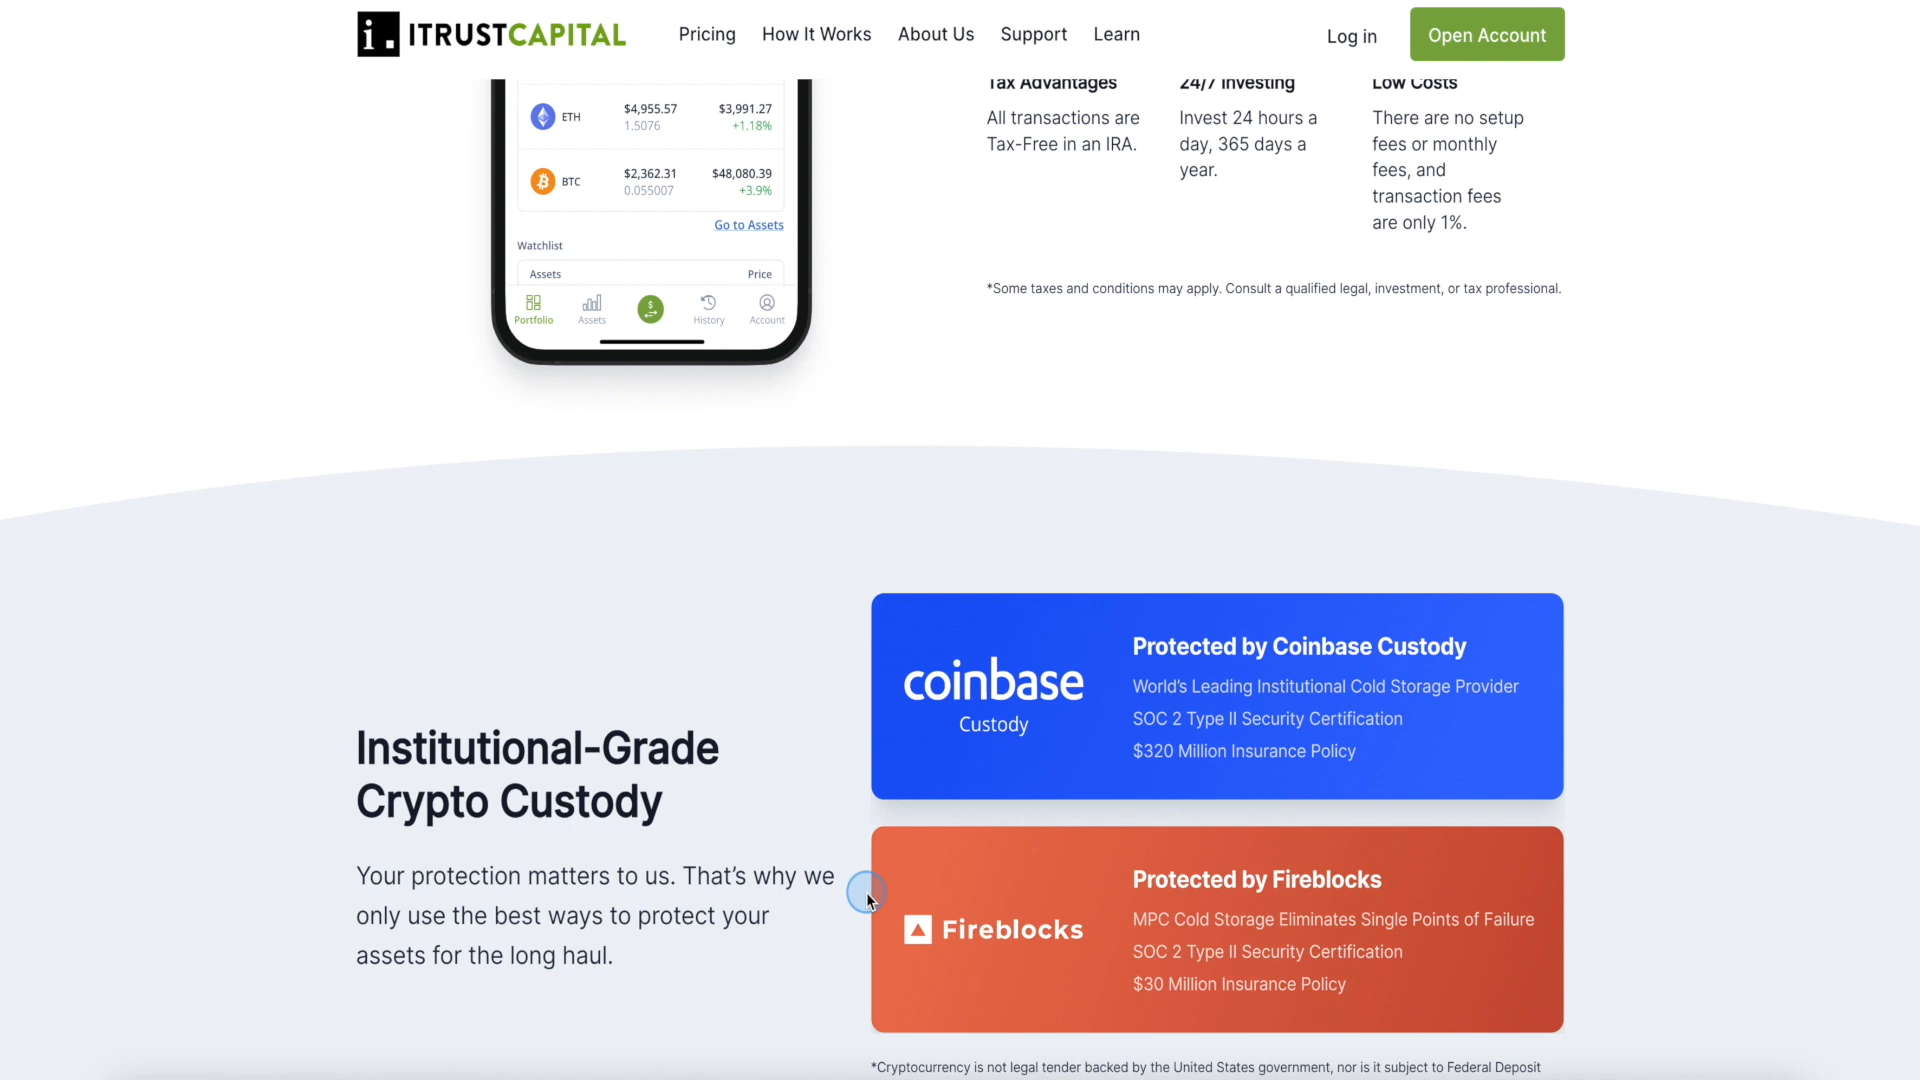 i. ITRUSTCAPITAL
Pricing How It Works About Us Support Learn
Log in
Open Account
ETH $4,955.57 $3,991.27
1.5076 +1.18%
BTC $2,362.31 $48,080.39
0.055007 +3.9%
Go to Assets
Watchlist
Assets Price
Portfolio Assets $ History Account
Tax Advantages
All transactions are
Tax-Free in an IRA.
24/7 Investing
Invest 24 hours a
day, 365 days a
year.
Low Costs
There are no setup
fees or monthly
fees, and
transaction fees
are only 1%.
*Some taxes and conditions may apply. Consult a qualified legal, investment, or tax professional.
Institutional-Grade
Crypto Custody
Your protection matters to us. That’s why we
only use the best ways to protect your
assets for the long haul.
coinbase
Custody
Protected by Coinbase Custody
World’s Leading Institutional Cold Storage Provider
SOC 2 Type II Security Certification
$320 Million Insurance Policy
Fireblocks
Protected by Fireblocks
MPC Cold Storage Eliminates Single Points of Failure
SOC 2 Type II Security Certification
$30 Million Insurance Policy
*Cryptocurrency is not legal tender backed by the United States government, nor is it subject to Federal Deposit